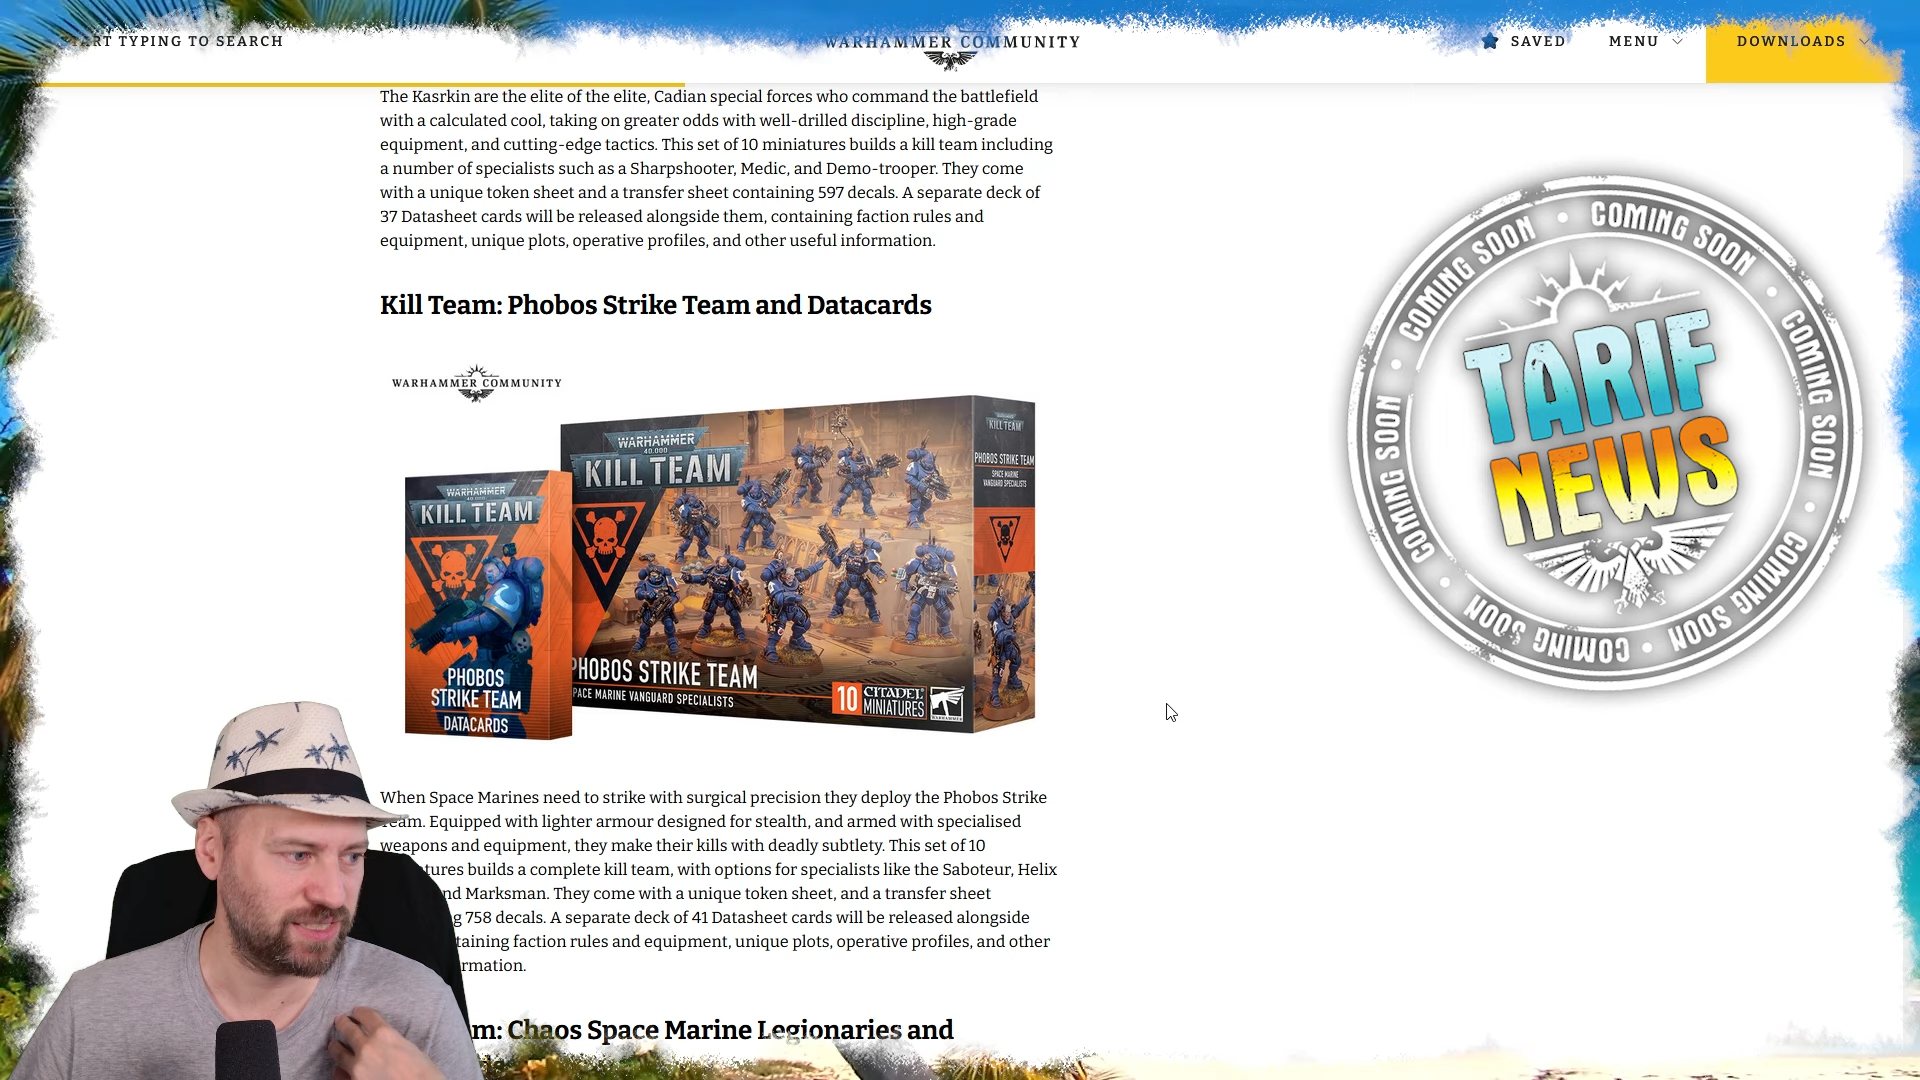 RT TYPING TO SEARCH
WARHAMMER COMMUNITY
SAVED
MENU
DOWNLOADS
The Kasrkin are the elite of the elite, Cadian special forces who command the battlefield
with a calculated cool, taking on greater odds with well-drilled discipline, high-grade
equipment, and cutting-edge tactics. This set of 10 miniatures builds a kill team including
a number of specialists such as a Sharpshooter, Medic, and Demo-trooper. They come
with a unique token sheet and a transfer sheet containing 597 decals. A separate deck of
37 Datasheet cards will be released alongside them, containing faction rules and
equipment, unique plots, operative profiles, and other useful information.
Kill Team: Phobos Strike Team and Datacards
WARHAMMER COMMUNITY
WARHAMMER
40,000
KILL TEAM
PHOBOS
STRIKE TEAM
DATACARDS
WARHAMMER
40,000
KILL TEAM
PHOBOS STRIKE TEAM
SPACE MARINE VANGUARD SPECIALISTS
10 CITADEL
MINIATURES
WARHAMMER
KILL TEAM
PHOBOS STRIKE TEAM
SPACE MARINE
VANGUARD SPECIALISTS
When Space Marines need to strike with surgical precision they deploy the Phobos Strike
Team. Equipped with lighter armour designed for stealth, and armed with specialised
weapons and equipment, they make their kills with deadly subtlety. This set of 10
tures builds a complete kill team, with options for specialists like the Saboteur, Helix
nd Marksman. They come with a unique token sheet, and a transfer sheet
g 758 decals. A separate deck of 41 Datasheet cards will be released alongside
taining faction rules and equipment, unique plots, operative profiles, and other
rmation.
m: Chaos Space Marine Legionaries and
COMING SOON • COMING SOON • COMING SOON • COMING SOON • COMING SOON • COMING SOON
TARIF
NEWS